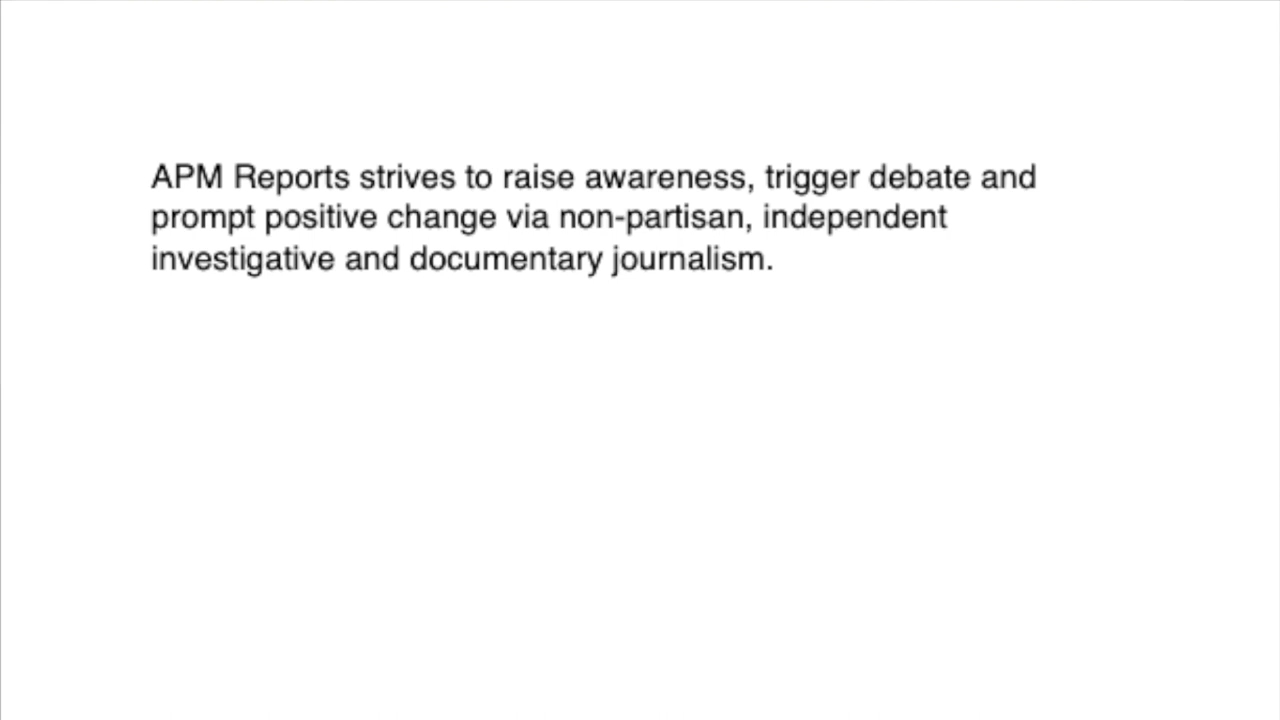 APM Reports strives to raise awareness, trigger debate and
prompt positive change via non-partisan, independent
investigative and documentary journalism.